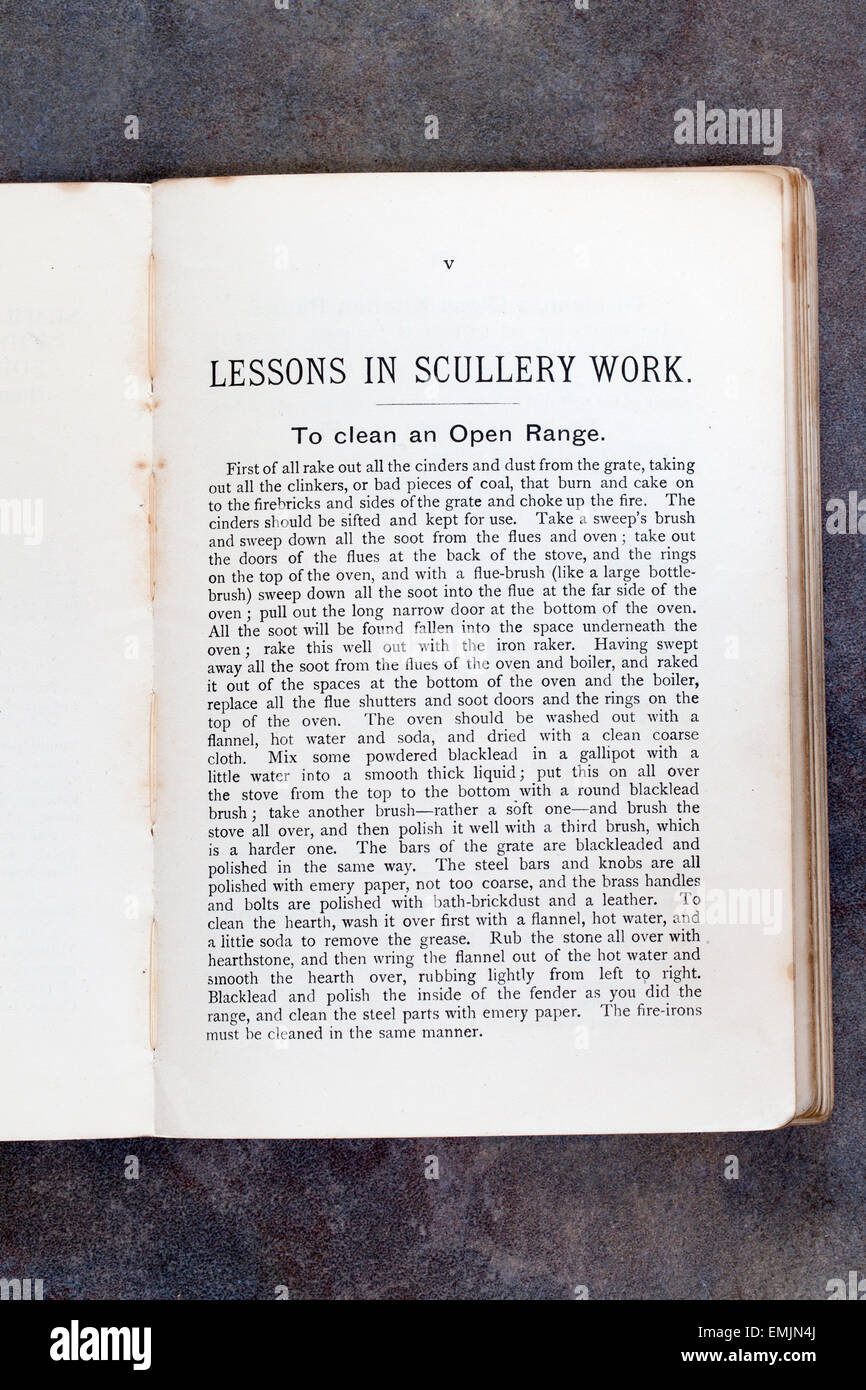 v
LESSONS IN SCULLERY WORK.
To clean an Open Range.
First of all rake out all the cinders and dust from the grate, taking
out all the clinkers, or bad pieces of coal, that burn and cake on
to the firebricks and sides of the grate and choke up the fire. The
cinders should be sifted and kept for use. Take a sweep's brush
and sweep down all the soot from the flues and oven; take out
the doors of the flues at the back of the stove, and the rings
on the top of the oven, and with a flue-brush (like a large bottle-
brush) sweep down all the soot into the flue at the far side of the
oven; pull out the long narrow door at the bottom of the oven.
All the soot will be found fallen into the space underneath the
oven; rake this well out with the iron raker. Having swept
away all the soot from the flues of the oven and boiler, and raked
it out of the spaces at the bottom of the oven and the boiler,
replace all the flue shutters and soot doors and the rings on the
top of the oven. The oven should be washed out with a
flannel, hot water and soda, and dried with a clean coarse
cloth. Mix some powdered blacklead in a gallipot with a
little water into a smooth thick liquid; put this on all over
the stove from the top to the bottom with a round blacklead
brush; take another brush—rather a soft one—and brush the
stove all over, and then polish it well with a third brush, which
is a harder one. The bars of the grate are blackleaded and
polished in the same way. The steel bars and knobs are all
polished with emery paper, not too coarse, and the brass handles
and bolts are polished with bath-brickdust and a leather. To
clean the hearth, wash it over first with a flannel, hot water, and
a little soda to remove the grease. Rub the stone all over with
hearthstone, and then wring the flannel out of the hot water and
smooth the hearth over, rubbing lightly from left to right.
Blacklead and polish the inside of the fender as you did the
range, and clean the steel parts with emery paper. The fire-irons
must be cleaned in the same manner.
alamy
alamy
alamy
a
a
a
a
a
a
a
alamy
Image ID: EMJN4J
www.alamy.com